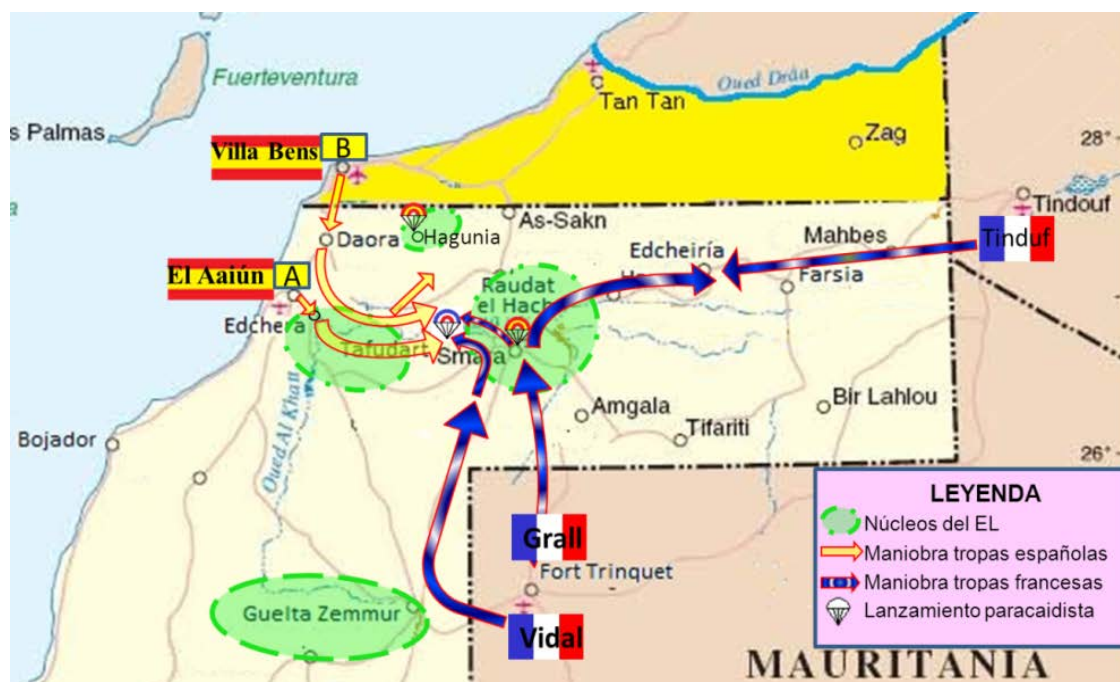 Fuerteventura
s Palmas
Oued Drâa
Tan Tan
Zag
28°
Villa Bens
B
Tindouf
As-Sakn
Hagunia
Daora
Mahbes
Tinduf
Edcheiría
El Aaiún
A
Farsia
Raudat
el Hach
Edchera
Tafudart
Smara
Bir Lahlou
Amgala
Tifariti
Bojador
Oued Al Khatt
26°
LEYENDA
Núcleos del EL
Maniobra tropas españolas
Maniobra tropas francesas
Lanzamiento paracaidista
Grall
Fort Trinquet
Guelta Zemmur
Vidal
MAURITANIA